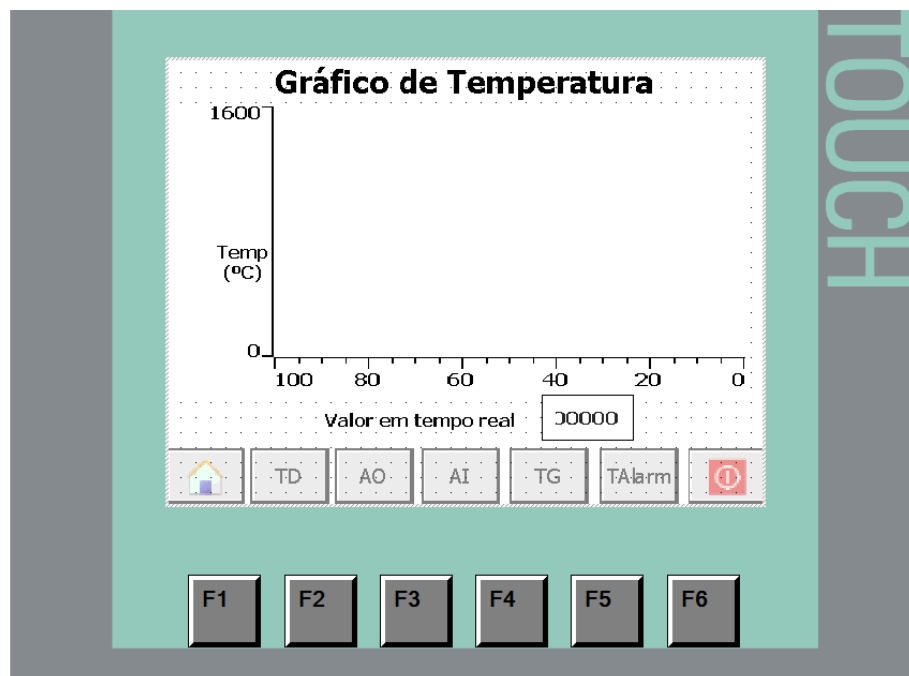 TOUCH
Gráfico de Temperatura
1600
Temp
(ºC)
0
100 80 60 40 20 0
Valor em tempo real 00000
TD AO AI TG TAlarm
F1 F2 F3 F4 F5 F6